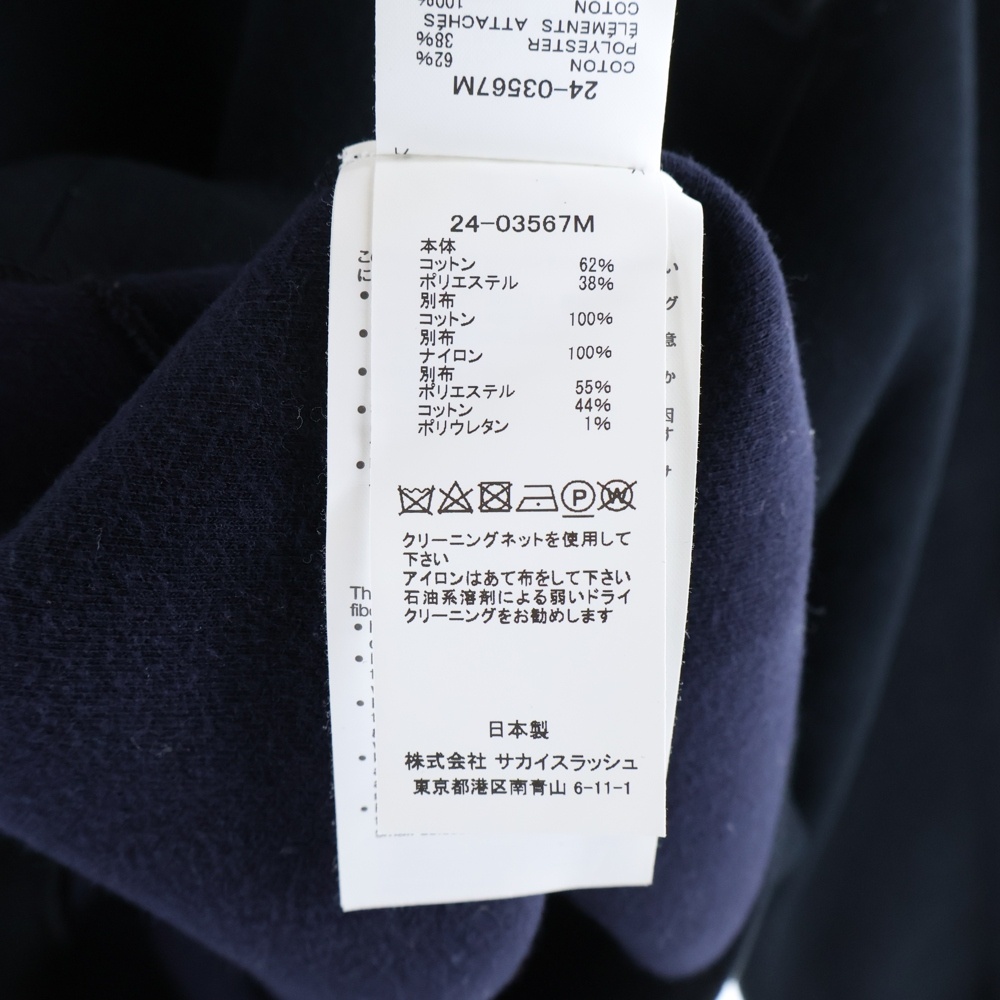 COTON 100%
ÉLÉMENTS ATTACHÉS
POLYESTER 38%
COTON 62%
24-03567M
24-03567M
本体
コットン 62%
ポリエステル 38%
別布
コットン 100%
別布
ナイロン 100%
別布
ポリエステル 55%
コットン 44%
ポリウレタン 1%
P
W
クリーニングネットを使用して
下さい
アイロンはあて布をして下さい
石油系溶剤による弱いドライ
クリーニングをお勧めします
日本製
株式会社 サカイスラッシュ
東京都港区南青山 6-11-1